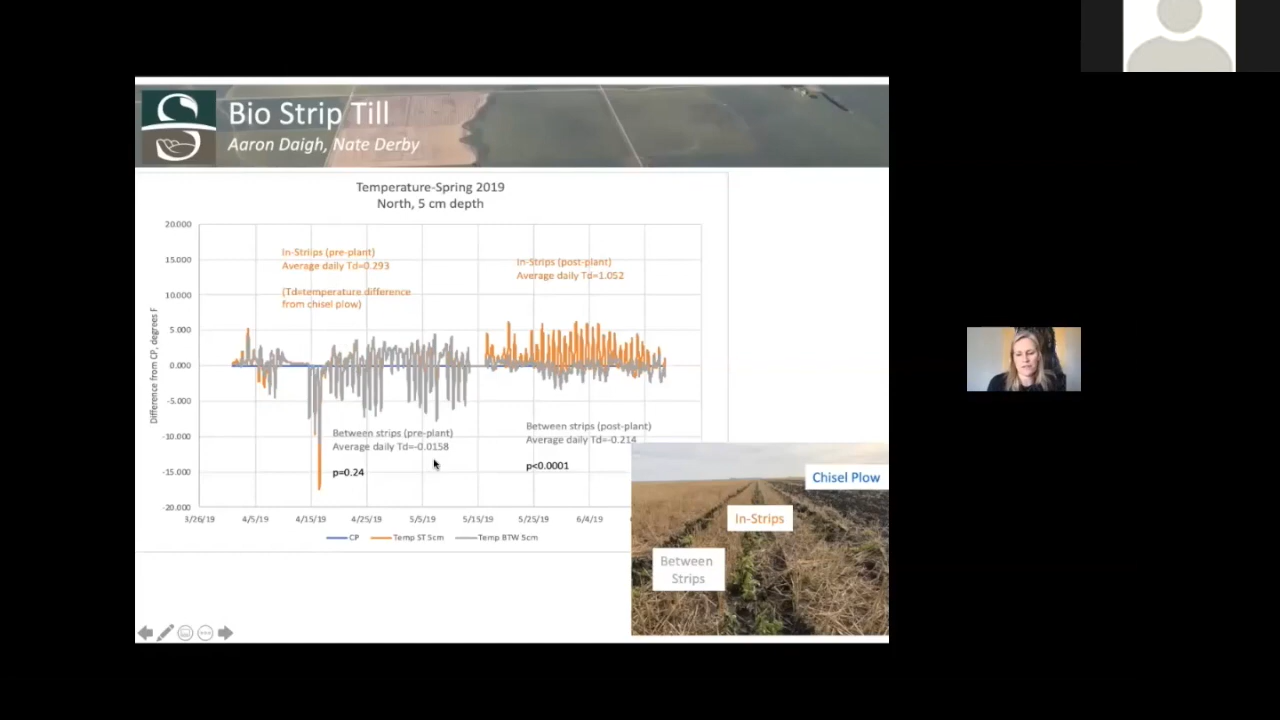 Bio Strip Till
Aaron Daigh, Nate Derby
Temperature-Spring 2019
North, 5 cm depth
Difference from CP, degrees F
20.000
15.000
10.000
5.000
0.000
-5.000
-10.000
-15.000
-20.000
In-Striips (pre-plant)
Average daily Td=0.293
(Td=temperature difference
from chisel plow)
In-Strips (post-plant)
Average daily Td=1.052
Between strips (pre-plant)
Average daily Td=-0.0158
p=0.24
Between strips (post-plant)
Average daily Td=-0.214
p<0.0001
3/26/19 4/5/19 4/15/19 4/25/19 5/5/19 5/15/19 5/25/19 6/4/19
CP Temp ST 5cm Temp BTW 5cm
Chisel Plow
In-Strips
Between
Strips